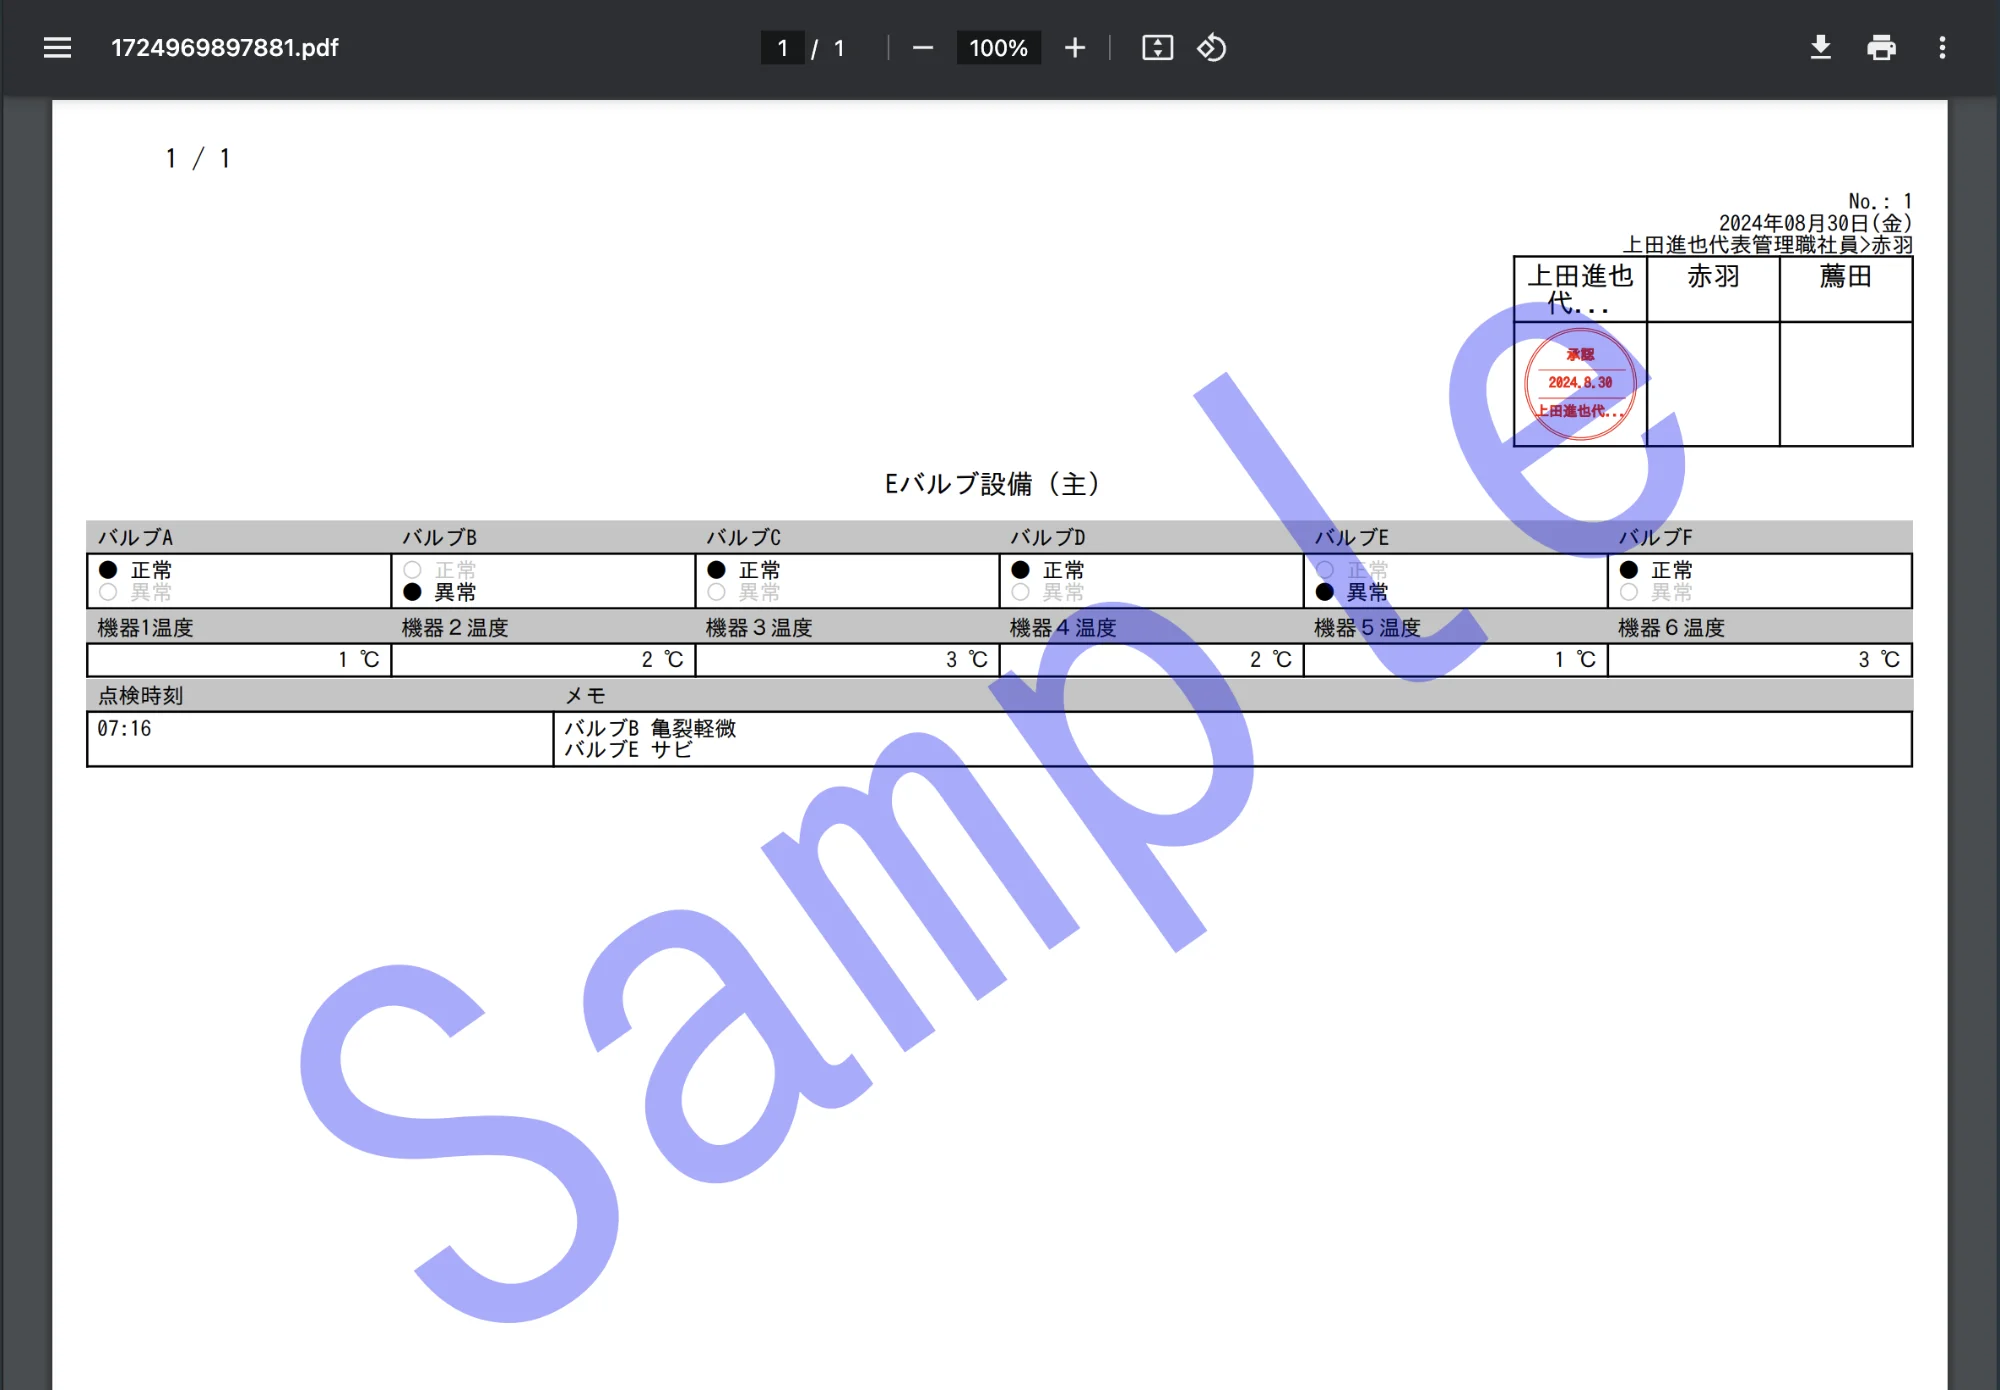 1724969897881.pdf
1 / 1
100%
1 / 1
No.: 1
2024年08月30日(金)
上田進也代表管理職社員>赤羽
上田進也代... 赤羽 薦田
承認
2024.8.30
上田進也代...
Eバルブ設備（主）
バルブA バルブB バルブC バルブD バルブE バルブF
正常 正常 正常 正常 正常 正常
異常 異常 異常 異常 異常 異常
機器1温度 機器２温度 機器３温度 機器４温度 機器５温度 機器６温度
1 ℃ 2 ℃ 3 ℃ 2 ℃ 1 ℃ 3 ℃
点検時刻 メモ
07:16 バルブB 亀裂軽微
バルブE サビ
Sample